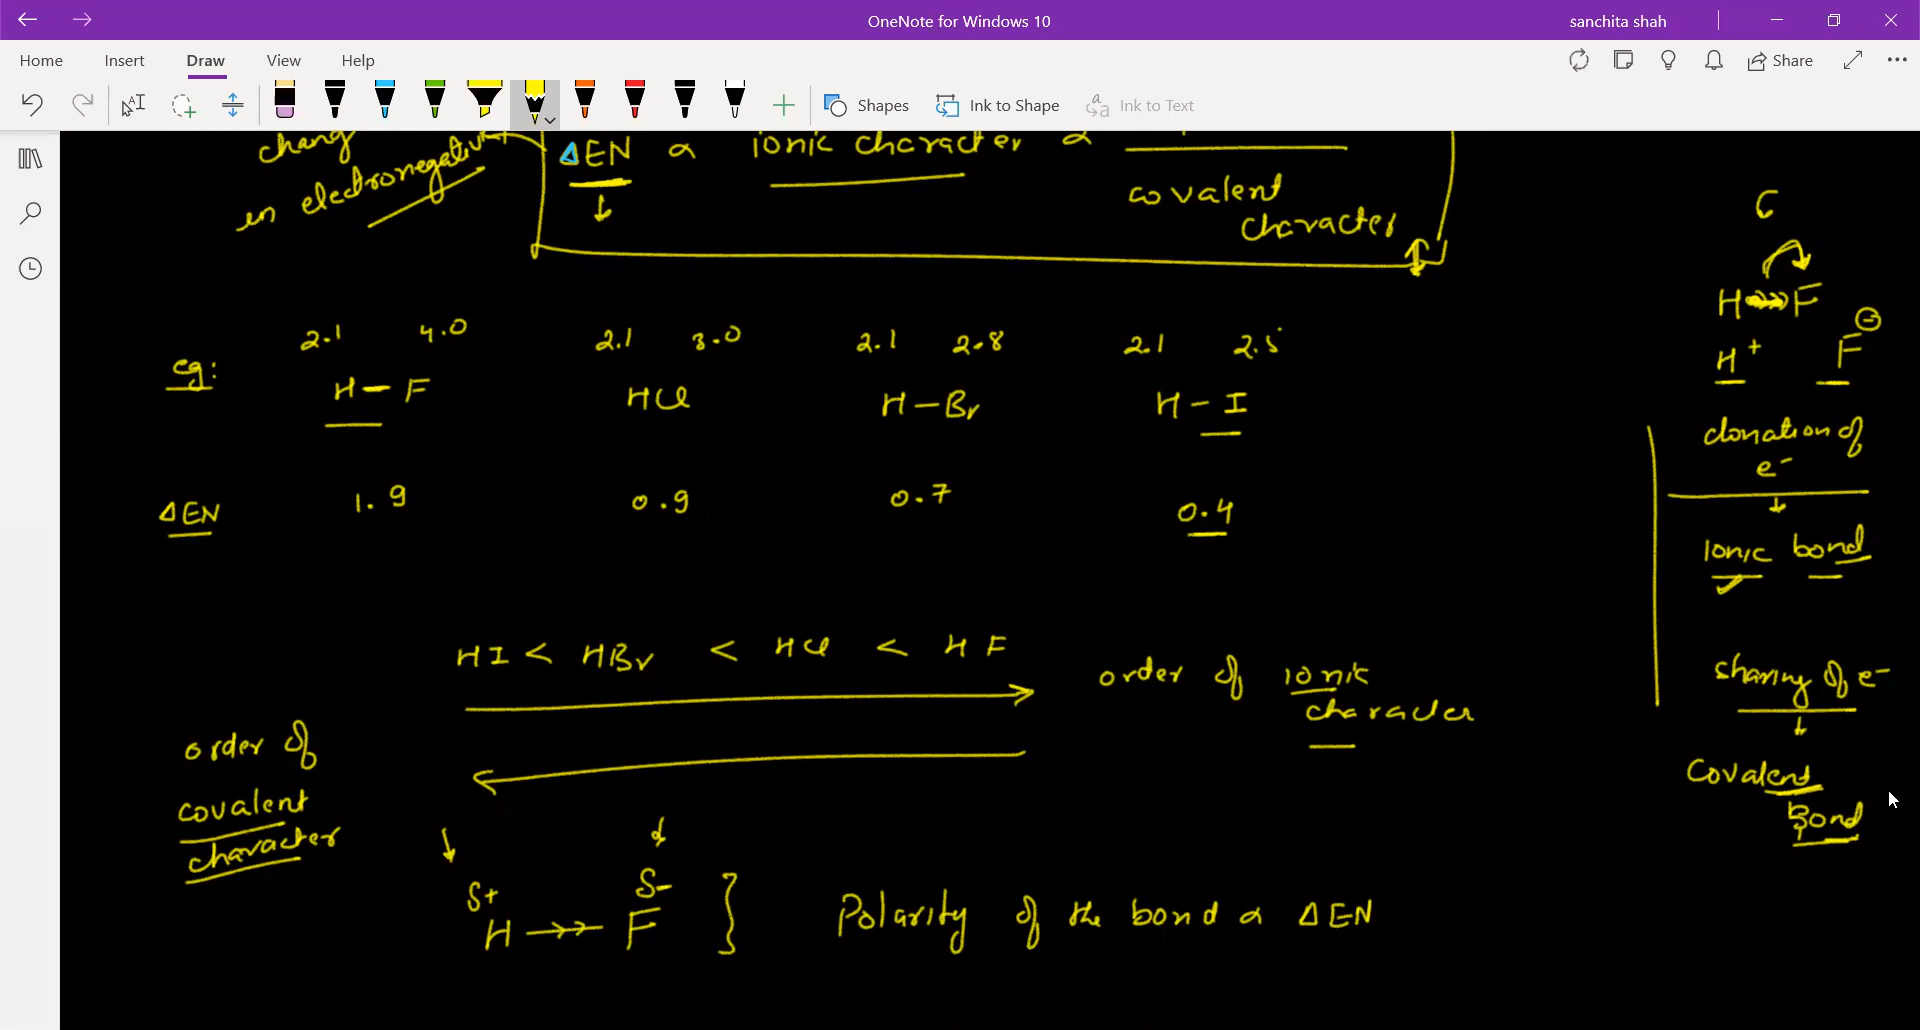 OneNote for Windows 10
sanchita shah
Home Insert Draw View Help
Share
Shapes Ink to Shape Ink to Text
chang
in electronegativit
ΔEN α ionic character α
covalent
character
2.1 4.0 2.1 3.0 2.1 2.8 2.1 2.5
eg: H - F HCl H - Br H - I
ΔEN 1.9 0.9 0.7 0.4
HI < HBr < HCl < HF
order of ionic
character
order of
covalent
character
δ+ δ-
H F } Polarity of the bond α ΔEN
H F
H+ F⊖
donation of
e-
ionic bond
sharing of e-
Covalent
Bond